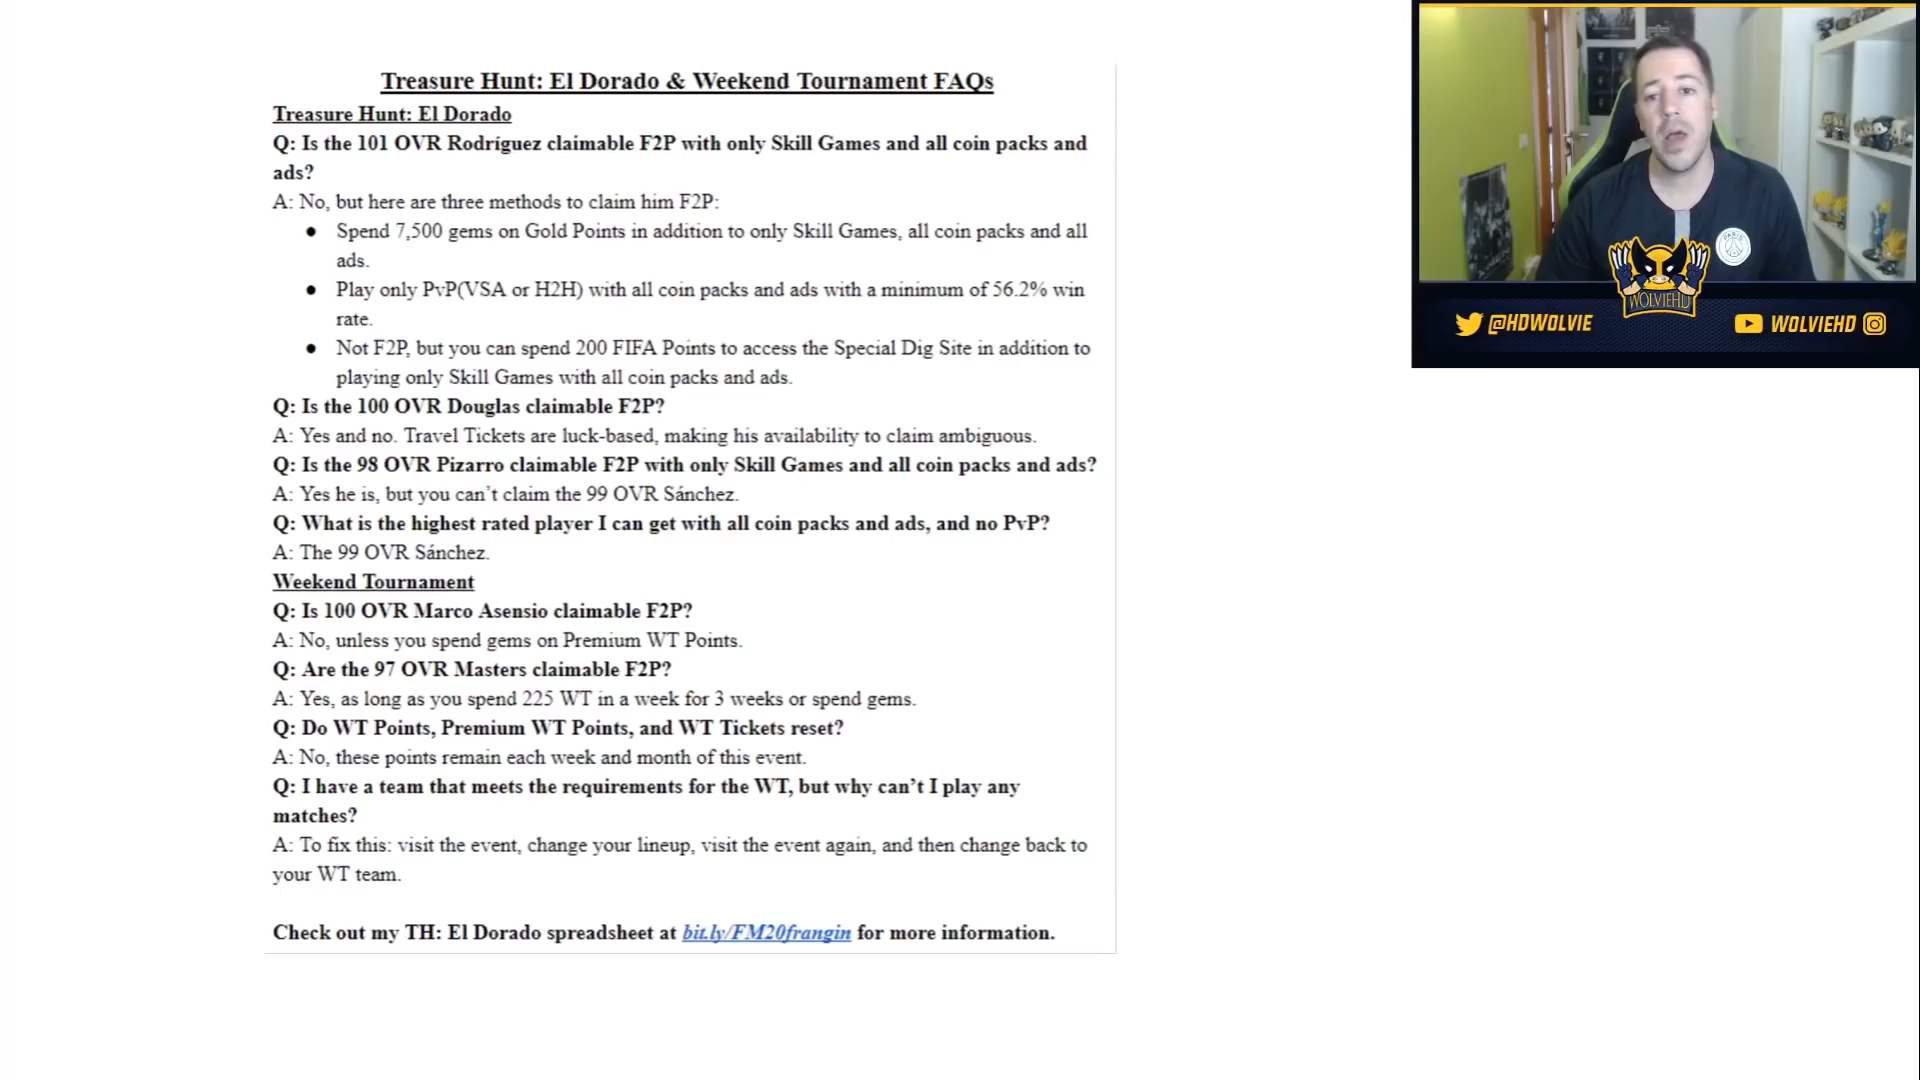 Treasure Hunt: El Dorado & Weekend Tournament FAQs
Treasure Hunt: El Dorado
Q: Is the 101 OVR Rodríguez claimable F2P with only Skill Games and all coin packs and
ads?
A: No, but here are three methods to claim him F2P:
● Spend 7,500 gems on Gold Points in addition to only Skill Games, all coin packs and all
ads.
● Play only PvP(VSA or H2H) with all coin packs and ads with a minimum of 56.2% win
rate.
● Not F2P, but you can spend 200 FIFA Points to access the Special Dig Site in addition to
playing only Skill Games with all coin packs and ads.
Q: Is the 100 OVR Douglas claimable F2P?
A: Yes and no. Travel Tickets are luck-based, making his availability to claim ambiguous.
Q: Is the 98 OVR Pizarro claimable F2P with only Skill Games and all coin packs and ads?
A: Yes he is, but you can’t claim the 99 OVR Sánchez.
Q: What is the highest rated player I can get with all coin packs and ads, and no PvP?
A: The 99 OVR Sánchez.
Weekend Tournament
Q: Is 100 OVR Marco Asensio claimable F2P?
A: No, unless you spend gems on Premium WT Points.
Q: Are the 97 OVR Masters claimable F2P?
A: Yes, as long as you spend 225 WT in a week for 3 weeks or spend gems.
Q: Do WT Points, Premium WT Points, and WT Tickets reset?
A: No, these points remain each week and month of this event.
Q: I have a team that meets the requirements for the WT, but why can’t I play any
matches?
A: To fix this: visit the event, change your lineup, visit the event again, and then change back to
your WT team.
Check out my TH: El Dorado spreadsheet at bit.ly/FM20frangin for more information.
PARIS
WOLVIEHD
@HDWOLVIE
WOLVIEHD